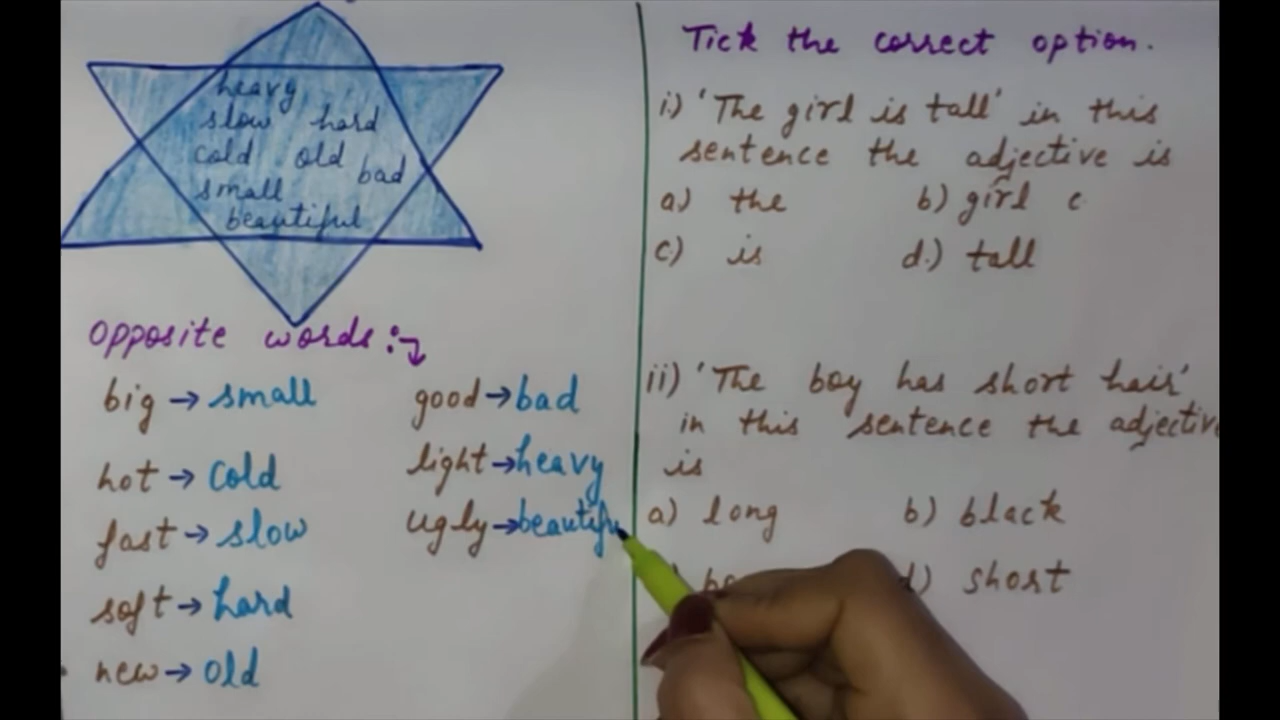 heavy
slow hard
cold old
bad
small
beautiful
opposite words:
big → small
hot → cold
fast → slow
soft → hard
new → old
good → bad
light → heavy
ugly →
Tick the correct option.
i) 'The girl is tall' in this
sentence the adjective is
a) the b) girl c
c) is d.) tall
ii) 'The boy has short hair'
in this sentence the adjective
is
a) long b) black
d) short